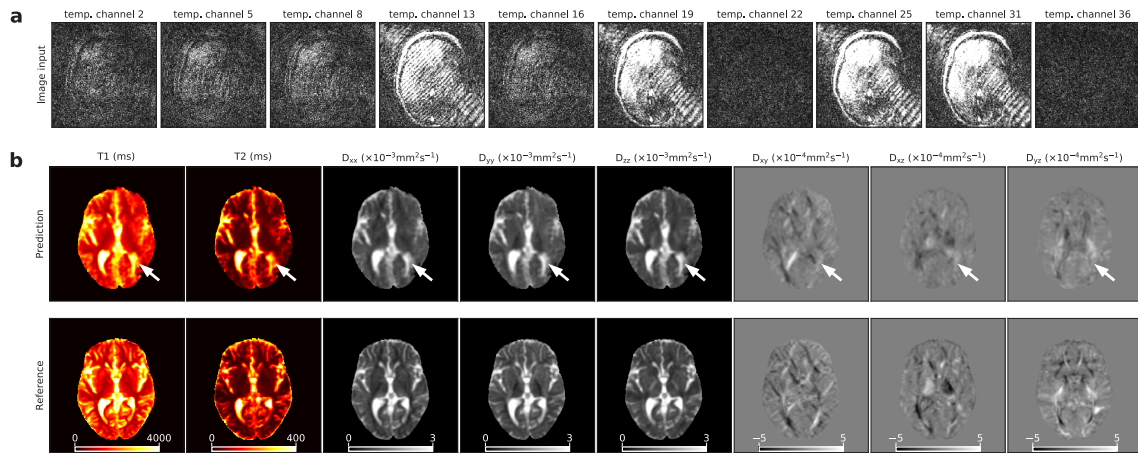 a
temp. channel 2 temp. channel 5 temp. channel 8 temp. channel 13 temp. channel 16 temp. channel 19 temp. channel 22 temp. channel 25 temp. channel 31 temp. channel 36
Image input
b
T1 (ms) T2 (ms) Dxx (×10−3mm2s−1) Dyy (×10−3mm2s−1) Dzz (×10−3mm2s−1) Dxy (×10−4mm2s−1) Dxz (×10−4mm2s−1) Dyz (×10−4mm2s−1)
Prediction
Reference
0 4000 0 400 0 3 0 3 0 3 −5 5 −5 5 −5 5